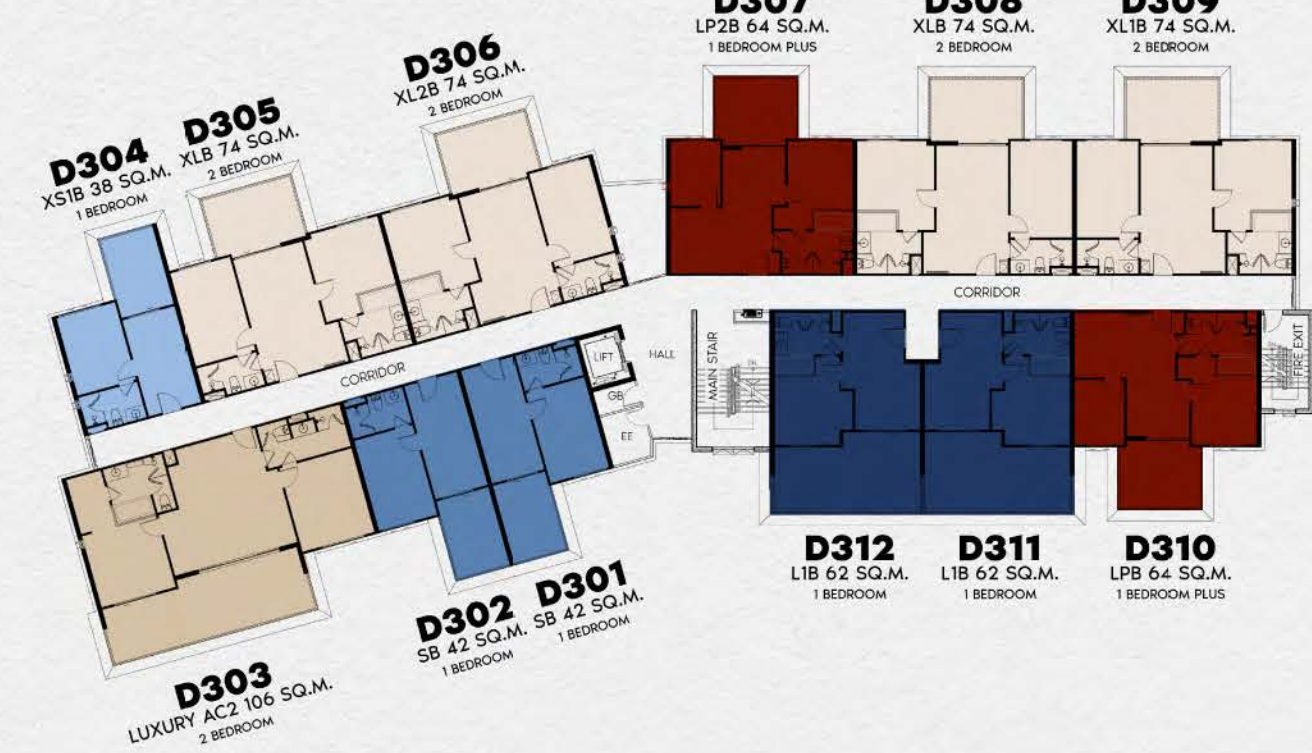 D307
LP2B 64 SQ.M.
1 BEDROOM PLUS
D308
XLB 74 SQ.M.
2 BEDROOM
D309
XL1B 74 SQ.M.
2 BEDROOM
D306
XL2B 74 SQ.M.
2 BEDROOM
D305
XLB 74 SQ.M.
2 BEDROOM
D304
XS1B 38 SQ.M.
1 BEDROOM
CORRIDOR
CORRIDOR
LIFT
HALL
MAIN STAIR
FIRE EXIT
GB
EE
D312
L1B 62 SQ.M.
1 BEDROOM
D311
L1B 62 SQ.M.
1 BEDROOM
D310
LPB 64 SQ.M.
1 BEDROOM PLUS
D301
SB 42 SQ.M.
1 BEDROOM
D302
SB 42 SQ.M.
1 BEDROOM
D303
LUXURY AC2 106 SQ.M.
2 BEDROOM